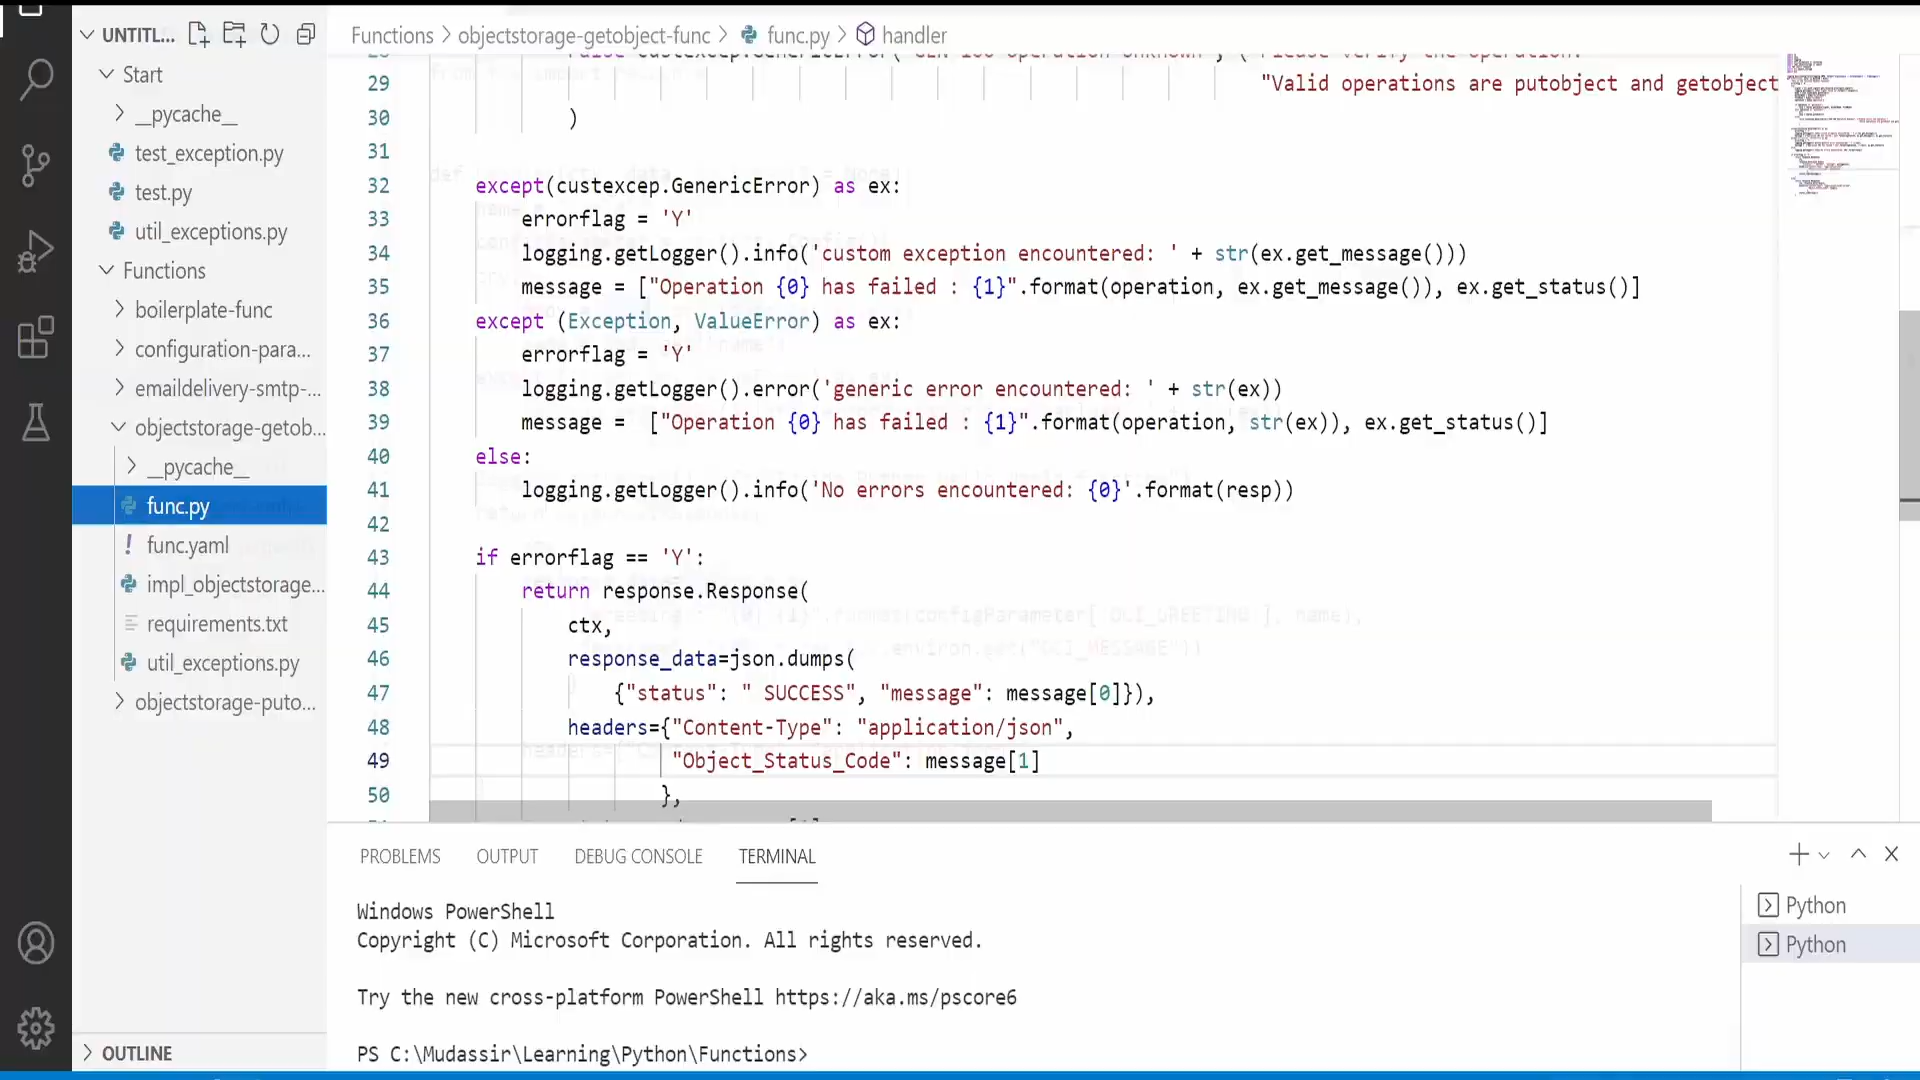 UNTITL...
Functions > objectstorage-getobject-func > func.py > handler
Start
__pycache__
test_exception.py
test.py
util_exceptions.py
Functions
boilerplate-func
configuration-para...
emaildelivery-smtp-...
objectstorage-getob...
__pycache__
func.py
func.yaml
impl_objectstorage...
requirements.txt
util_exceptions.py
objectstorage-puto...
OUTLINE
29 "Valid operations are putobject and getobject
30 )
31
32 except(custexcep.GenericError) as ex:
33 errorflag = 'Y'
34 logging.getLogger().info('custom exception encountered: ' + str(ex.get_message()))
35 message = ["Operation {0} has failed : {1}".format(operation, ex.get_message()), ex.get_status()]
36 except (Exception, ValueError) as ex:
37 errorflag = 'Y'
38 logging.getLogger().error('generic error encountered: ' + str(ex))
39 message =  ["Operation {0} has failed : {1}".format(operation, str(ex)), ex.get_status()]
40 else:
41 logging.getLogger().info('No errors encountered: {0}'.format(resp))
42
43 if errorflag == 'Y':
44 return response.Response(
45 ctx,
46 response_data=json.dumps(
47 {"status": " SUCCESS", "message": message[0]}),
48 headers={"Content-Type": "application/json",
49 "Object_Status_Code": message[1]
50 },
PROBLEMS OUTPUT DEBUG CONSOLE TERMINAL
Windows PowerShell
Copyright (C) Microsoft Corporation. All rights reserved.
Try the new cross-platform PowerShell https://aka.ms/pscore6
PS C:\Mudassir\Learning\Python\Functions>
Python
Python